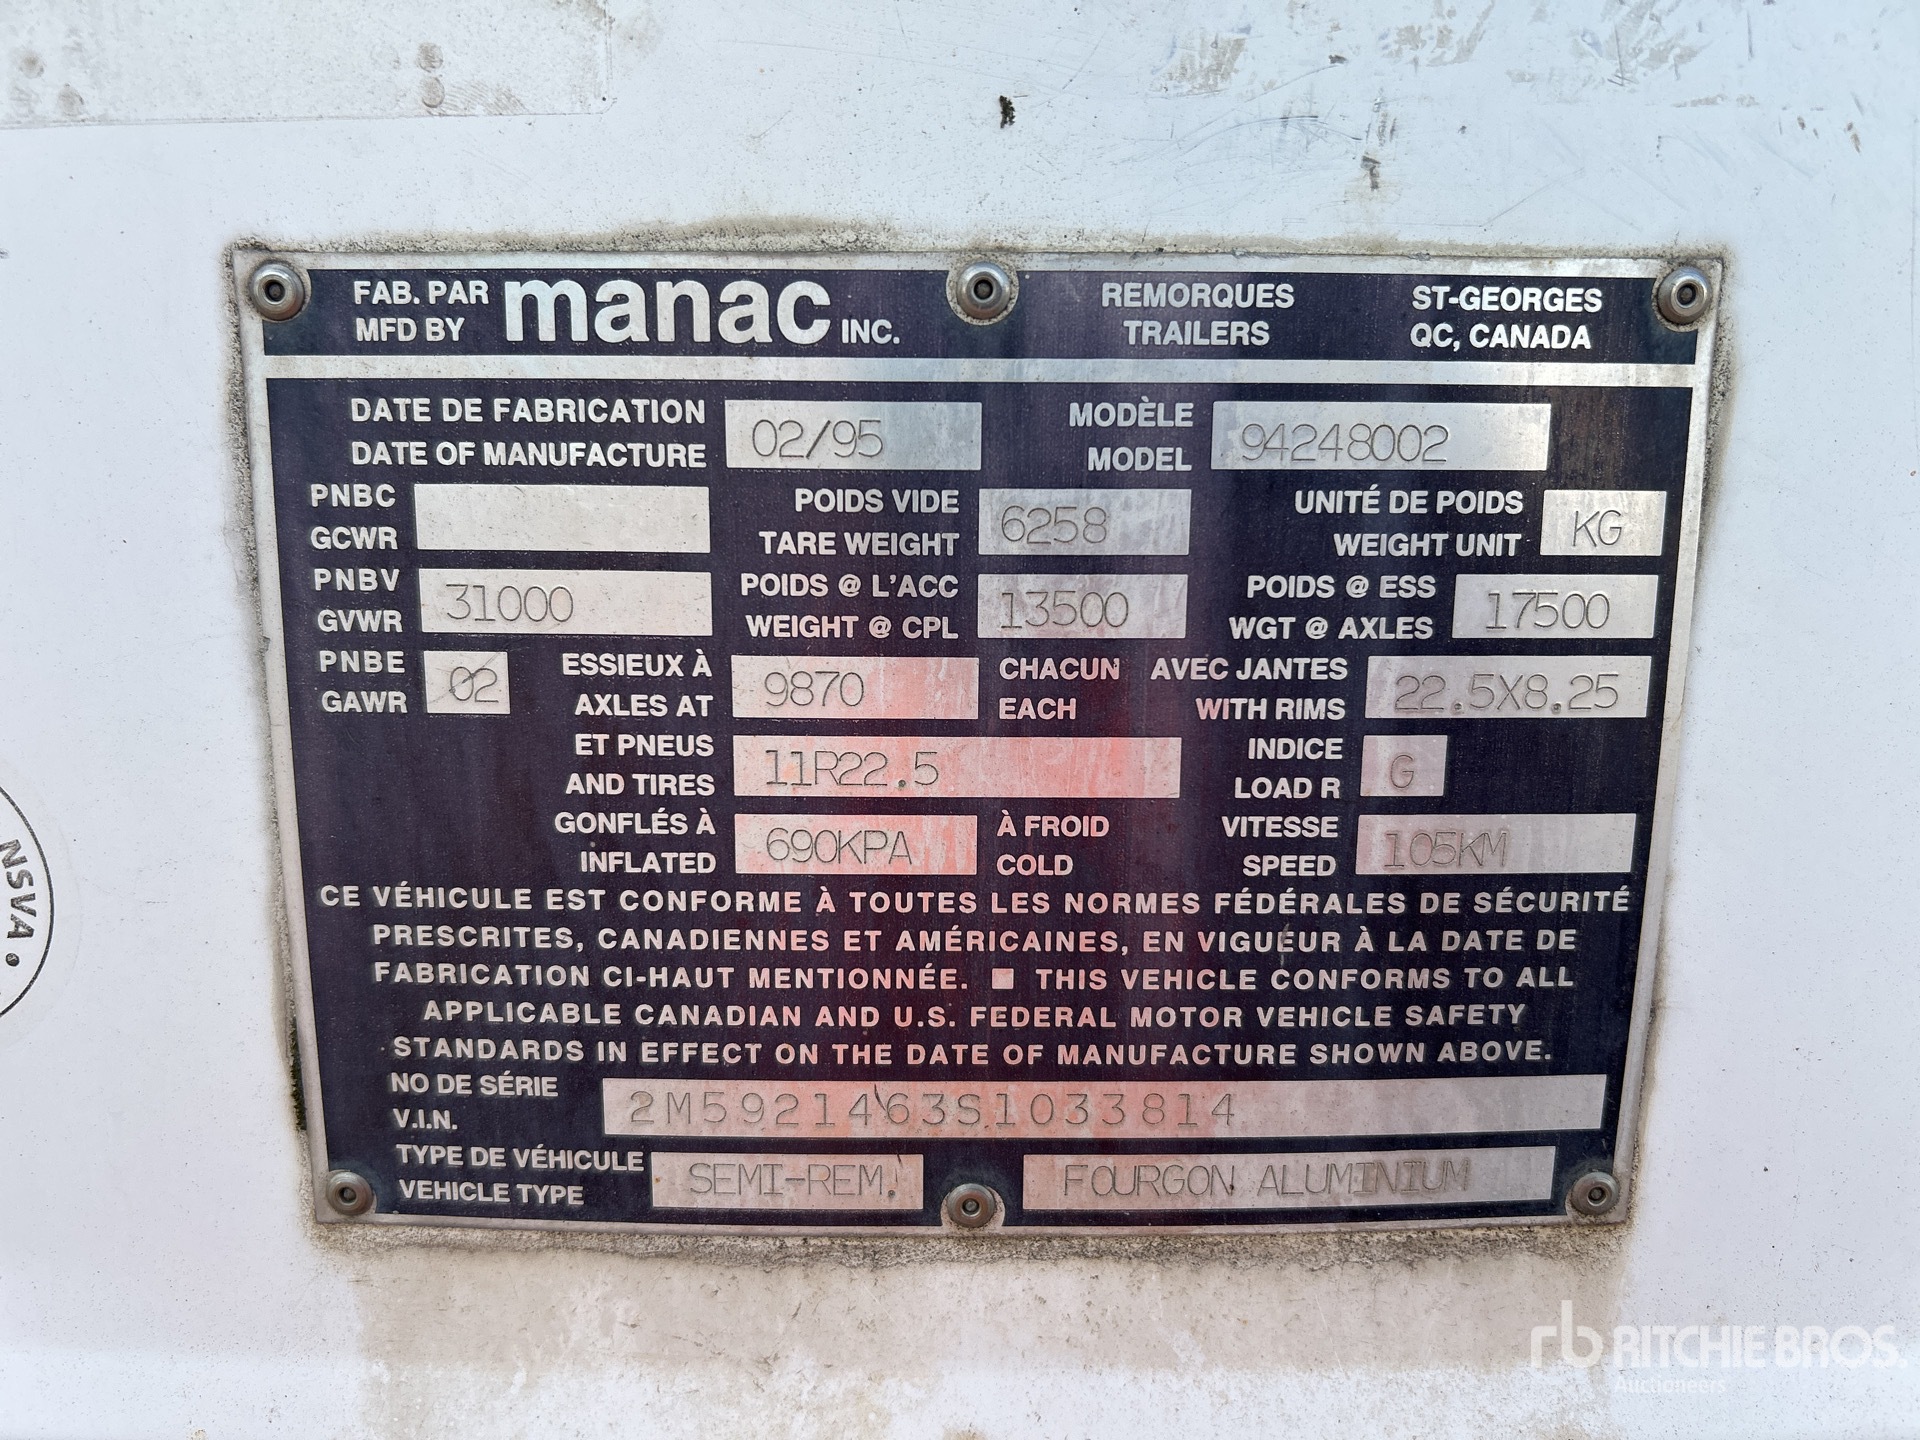 FAB. PAR manac INC. REMORQUES ST-GEORGES
MFD BY TRAILERS QC, CANADA
DATE DE FABRICATION 02/95 MODÈLE 94248002
DATE OF MANUFACTURE MODEL
PNBC POIDS VIDE 6258 UNITÉ DE POIDS KG
GCWR TARE WEIGHT WEIGHT UNIT
PNBV 31000 POIDS @ L'ACC 13500 POIDS @ ESS 17500
GVWR WEIGHT @ CPL WGT @ AXLES
PNBE 02 ESSIEUX À 9870 CHACUN AVEC JANTES 22.5X8.25
GAWR AXLES AT EACH WITH RIMS
ET PNEUS 11R22.5 INDICE G
AND TIRES LOAD R
GONFLÉS À 690KPA À FROID VITESSE 105KM
INFLATED COLD SPEED
CE VÉHICULE EST CONFORME À TOUTES LES NORMES FÉDÉRALES DE SÉCURITÉ
PRESCRITES, CANADIENNES ET AMÉRICAINES, EN VIGUEUR À LA DATE DE
FABRICATION CI-HAUT MENTIONNÉE. ■ THIS VEHICLE CONFORMS TO ALL
APPLICABLE CANADIAN AND U.S. FEDERAL MOTOR VEHICLE SAFETY
STANDARDS IN EFFECT ON THE DATE OF MANUFACTURE SHOWN ABOVE.
NO DE SÉRIE 2M5921463S1033814
V.I.N.
TYPE DE VÉHICULE SEMI-REM. FOURGON ALUMINIUM
VEHICLE TYPE
NSVA •
rb RITCHIE BROS.
Auctioneers